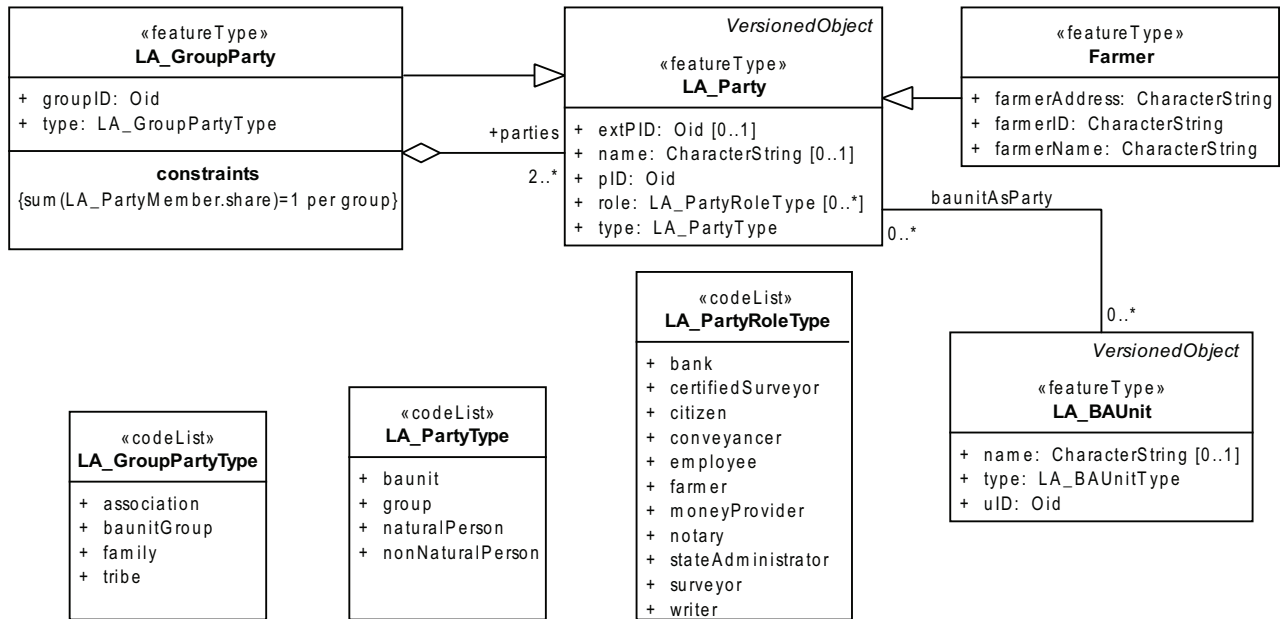 «featureType»
LA_GroupParty
+ groupID: Oid
+ type: LA_GroupPartyType
constraints
{sum(LA_PartyMember.share)=1 per group}
+parties
2..*
VersionedObject
«featureType»
LA_Party
+ extPID: Oid [0..1]
+ name: CharacterString [0..1]
+ pID: Oid
+ role: LA_PartyRoleType [0..*]
+ type: LA_PartyType
«featureType»
Farmer
+ farmerAddress: CharacterString
+ farmerID: CharacterString
+ farmerName: CharacterString
baunitAsParty
0..*
0..*
VersionedObject
«featureType»
LA_BAUnit
+ name: CharacterString [0..1]
+ type: LA_BAUnitType
+ uID: Oid
«codeList»
LA_GroupPartyType
+ association
+ baunitGroup
+ family
+ tribe
«codeList»
LA_PartyType
+ baunit
+ group
+ naturalPerson
+ nonNaturalPerson
«codeList»
LA_PartyRoleType
+ bank
+ certifiedSurveyor
+ citizen
+ conveyancer
+ employee
+ farmer
+ moneyProvider
+ notary
+ stateAdministrator
+ surveyor
+ writer